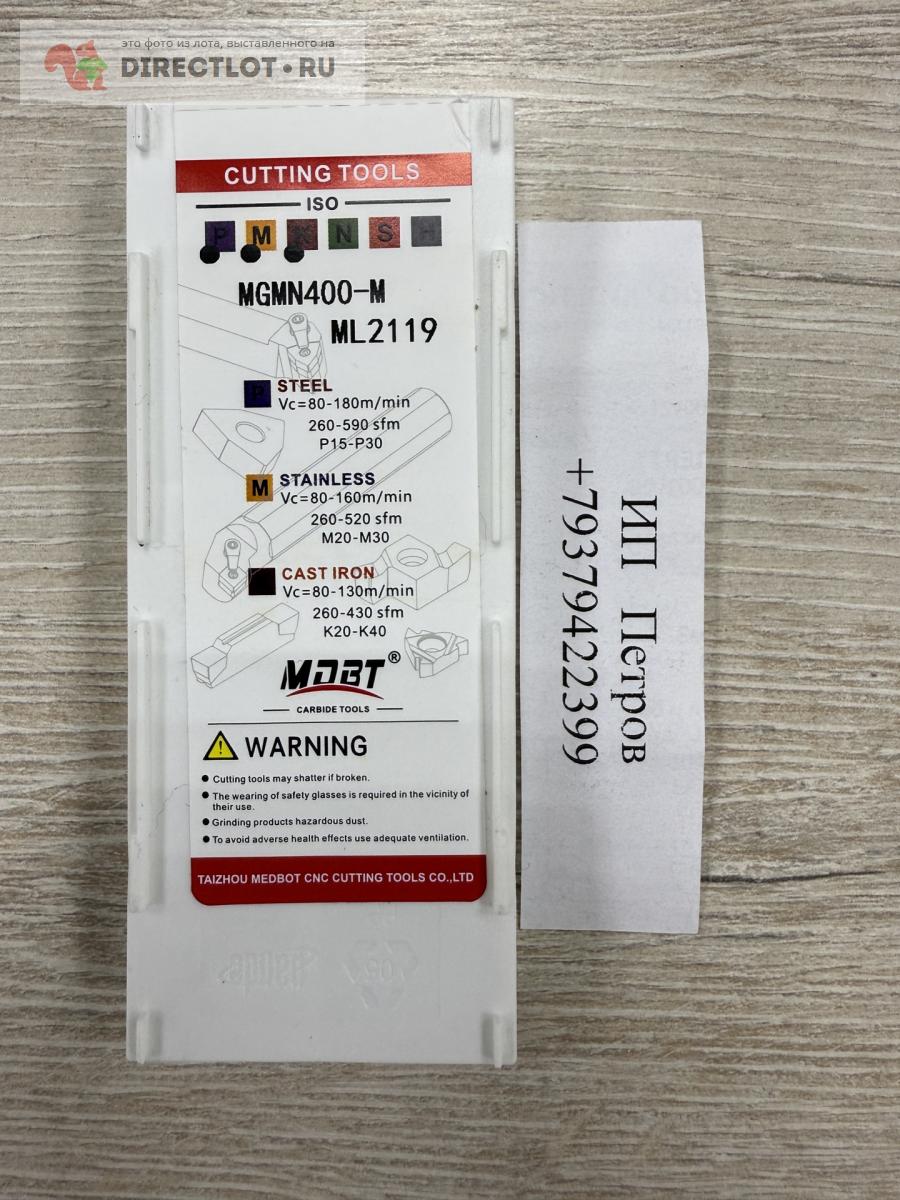 это фото из лота, выставленного на
DIRECTLOT.RU
CUTTING TOOLS
ISO
P M K N S H
MGMN400-M
ML2119
P STEEL
Vc=80-180m/min
260-590 sfm
P15-P30
M STAINLESS
Vc=80-160m/min
260-520 sfm
M20-M30
CAST IRON
Vc=80-130m/min
260-430 sfm
K20-K40
MDBT®
CARBIDE TOOLS
WARNING
● Cutting tools may shatter if broken.
● The wearing of safety glasses is required in the vicinity of
their use.
● Grinding products hazardous dust.
● To avoid adverse health effects use adequate ventilation.
TAIZHOU MEDBOT CNC CUTTING TOOLS CO.,LTD
ИП Петров
+79379422399